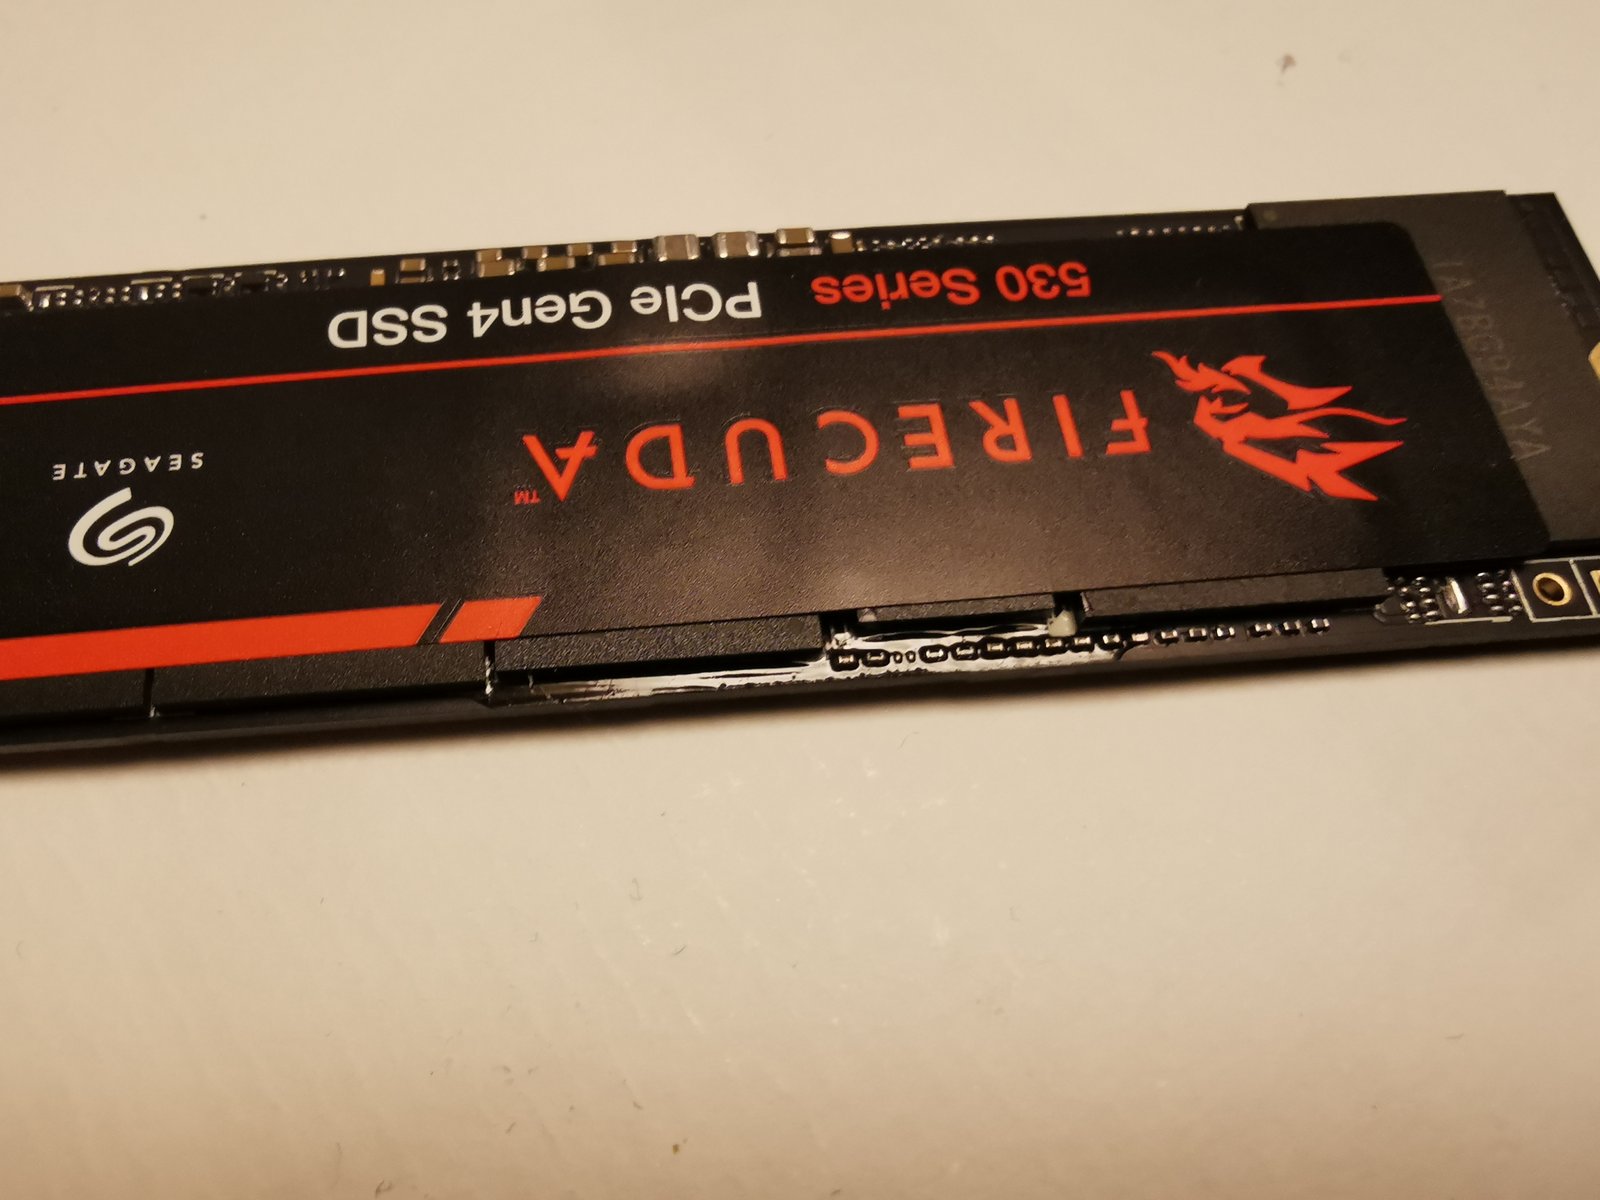 FIRECUDA™
SEAGATE
530 Series PCIe Gen4 SSD